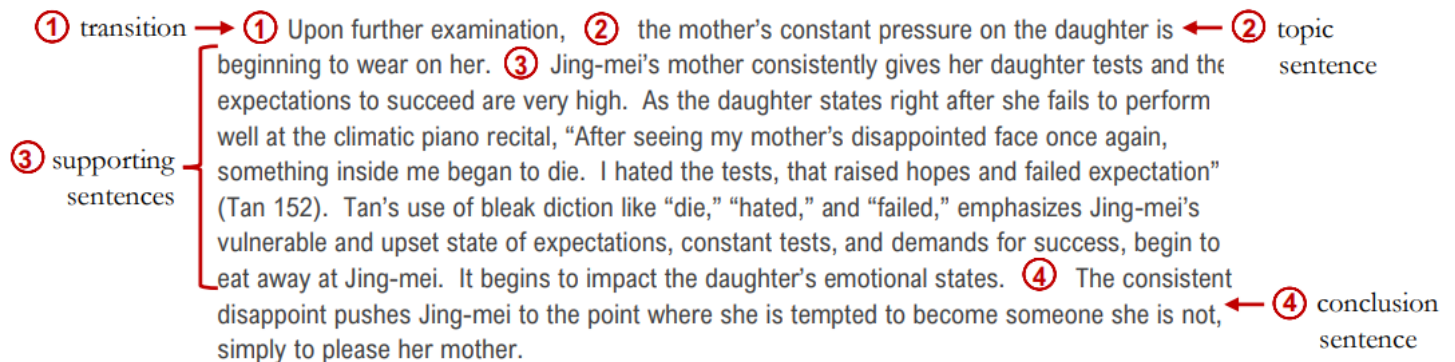 ① transition ① Upon further examination, ② the mother’s constant pressure on the daughter is ② topic
beginning to wear on her. ③ Jing-mei’s mother consistently gives her daughter tests and the sentence
expectations to succeed are very high. As the daughter states right after she fails to perform
well at the climatic piano recital, “After seeing my mother’s disappointed face once again,
③ supporting something inside me began to die. I hated the tests, that raised hopes and failed expectation”
sentences (Tan 152). Tan’s use of bleak diction like “die,” “hated,” and “failed,” emphasizes Jing-mei’s
vulnerable and upset state of expectations, constant tests, and demands for success, begin to
eat away at Jing-mei. It begins to impact the daughter’s emotional states. ④ The consistent
disappoint pushes Jing-mei to the point where she is tempted to become someone she is not, ④ conclusion
simply to please her mother. sentence